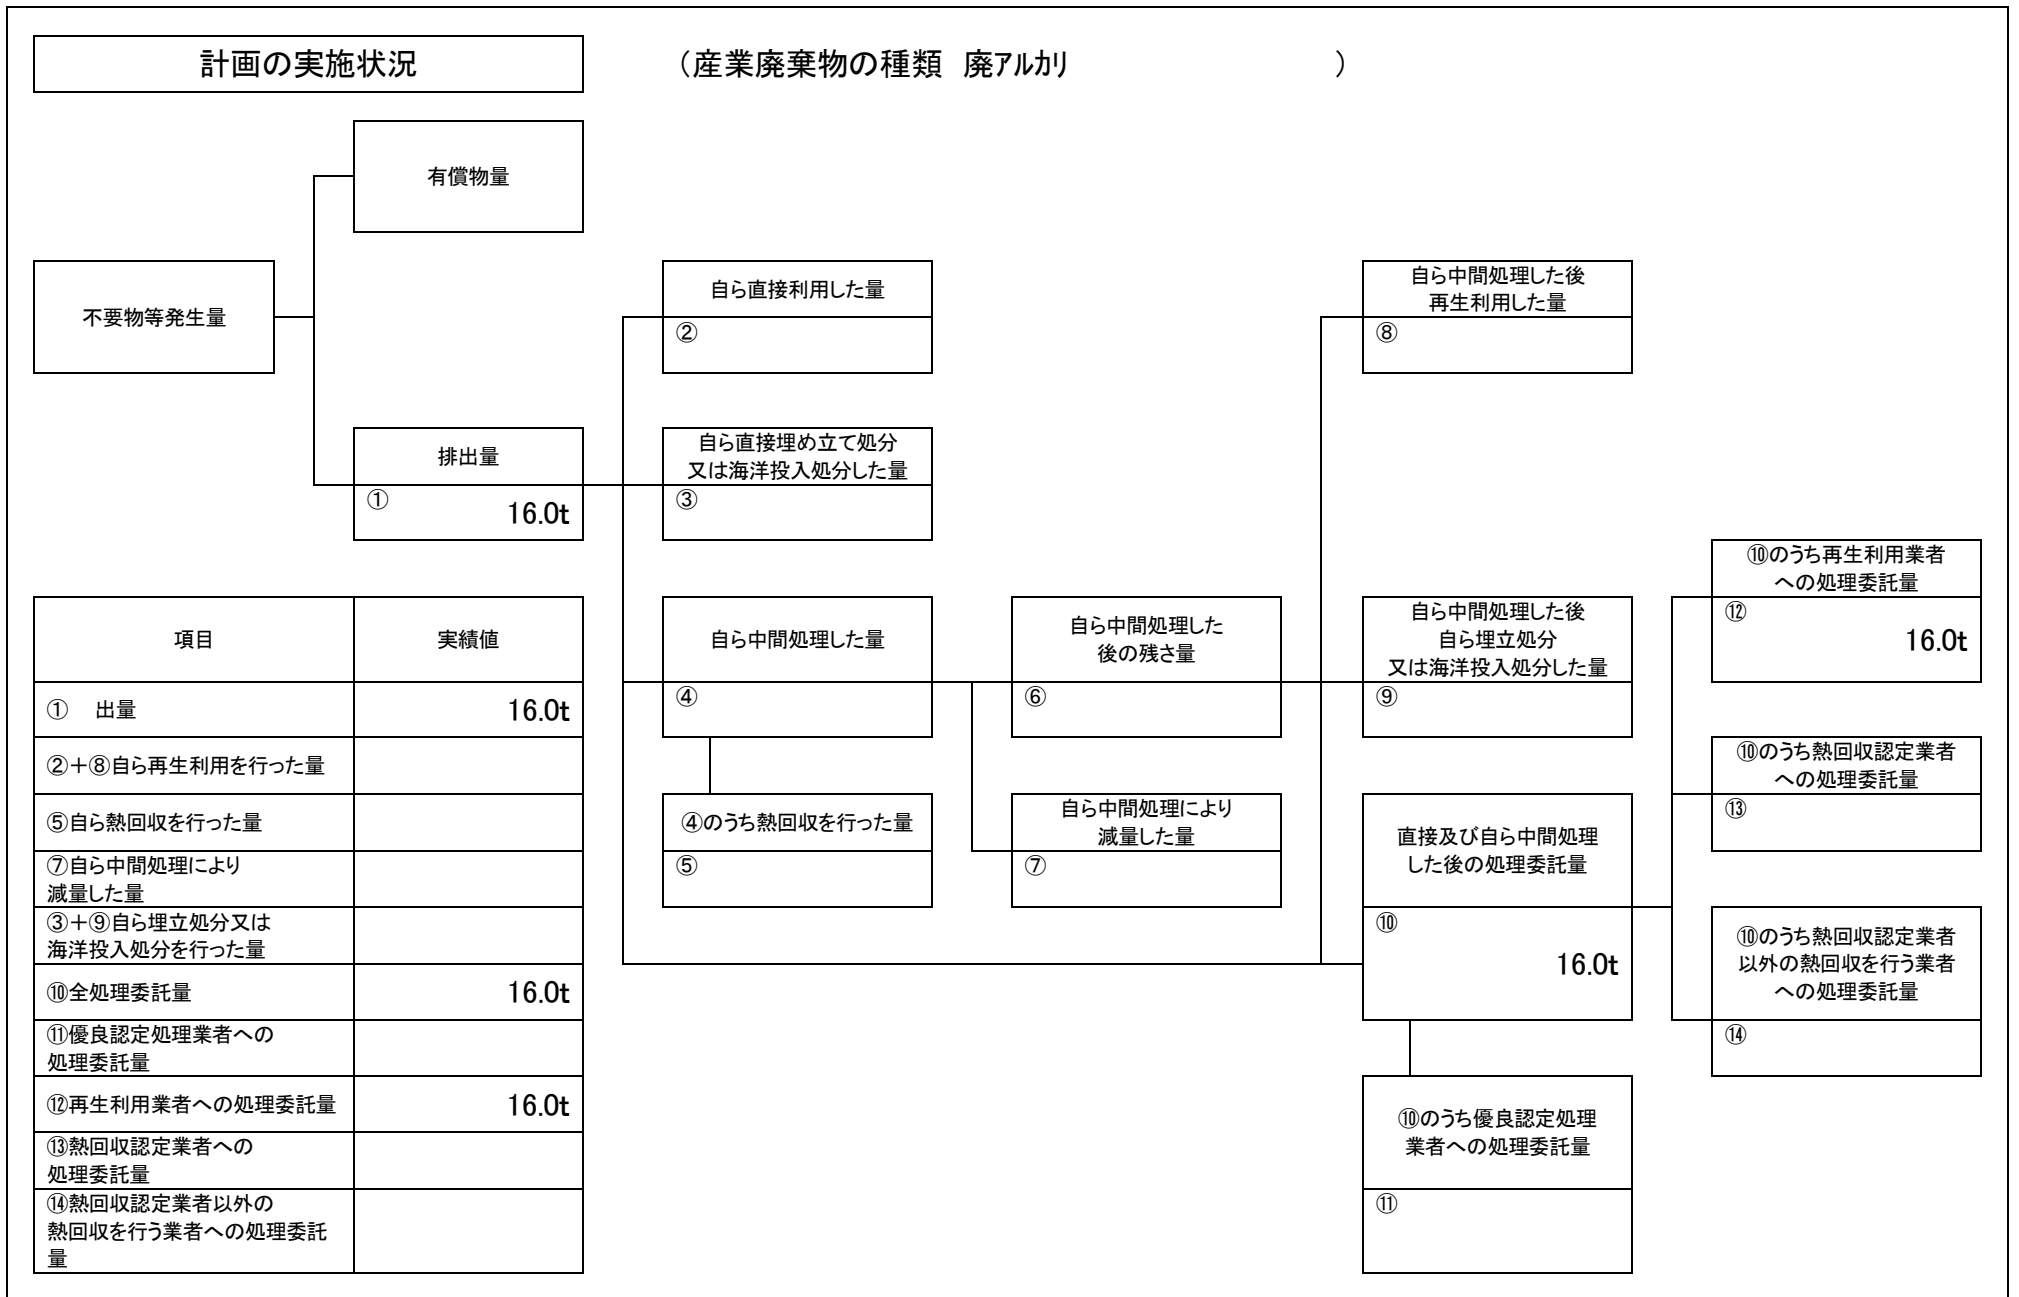 計画の実施状況
（産業廃棄物の種類　廃アルカリ　　　　　　　　）
有償物量
不要物等発生量
自ら直接利用した量
②
自ら中間処理した後
再生利用した量
⑧
排出量
①
16.0t
自ら直接埋め立て処分
又は海洋投入処分した量
③
⑩のうち再生利用業者
への処理委託量
⑫
16.0t
自ら中間処理した量
④
自ら中間処理した
後の残さ量
⑥
自ら中間処理した後
自ら埋立処分
又は海洋投入処分した量
⑨
⑩のうち熱回収認定業者
への処理委託量
⑬
④のうち熱回収を行った量
⑤
自ら中間処理により
減量した量
⑦
直接及び自ら中間処理
した後の処理委託量
⑩
16.0t
⑩のうち熱回収認定業者
以外の熱回収を行う業者
への処理委託量
⑭
⑩のうち優良認定処理
業者への処理委託量
⑪
項目　実績値
①　出量　16.0t
②＋⑧自ら再生利用を行った量
⑤自ら熱回収を行った量
⑦自ら中間処理により
減量した量
③＋⑨自ら埋立処分又は
海洋投入処分を行った量
⑩全処理委託量　16.0t
⑪優良認定処理業者への
処理委託量
⑫再生利用業者への処理委託量　16.0t
⑬熱回収認定業者への
処理委託量
⑭熱回収認定業者以外の
熱回収を行う業者への処理委託
量